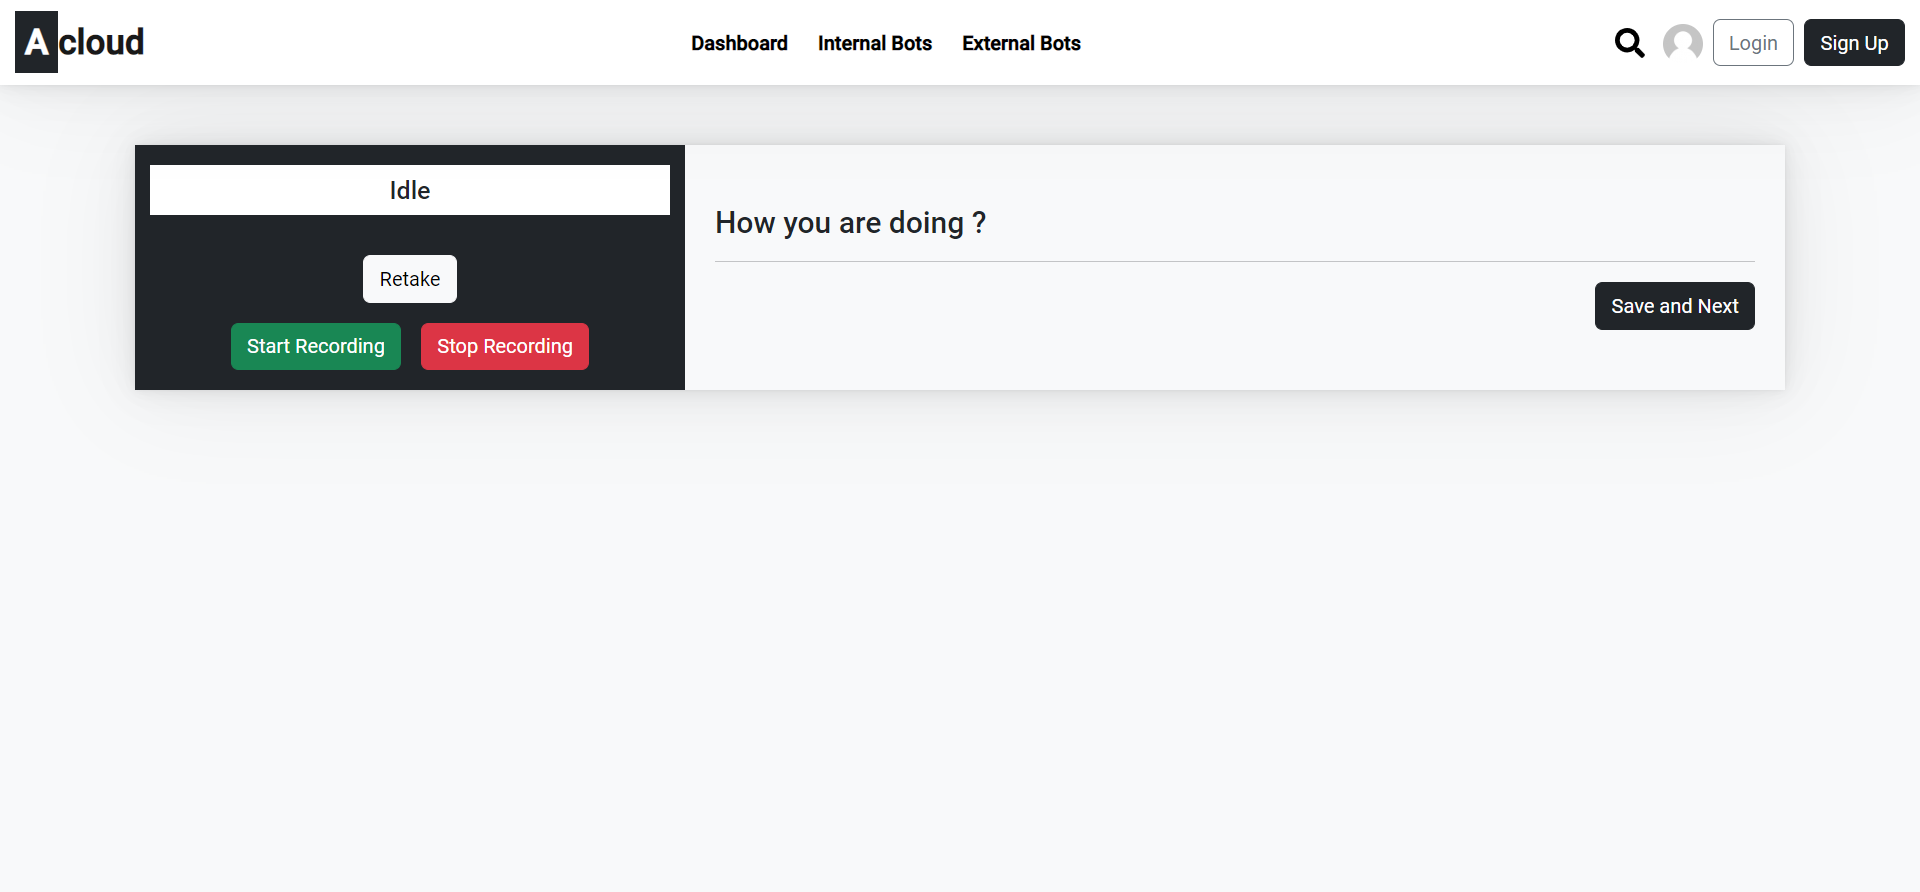 Acloud
Dashboard Internal Bots External Bots
Login Sign Up
Idle
Retake
Start Recording Stop Recording
How you are doing ?
Save and Next